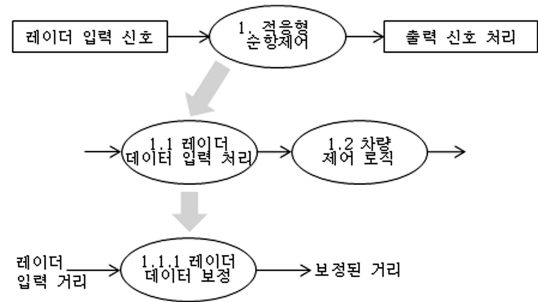 레이더 입력 신호
1. 적응형
순항제어
출력 신호 처리
1.1 레이더
데이터 입력 처리
1.2 차량
제어 로직
레이더
입력 거리
1.1.1 레이더
데이터 보정
보정된 거리